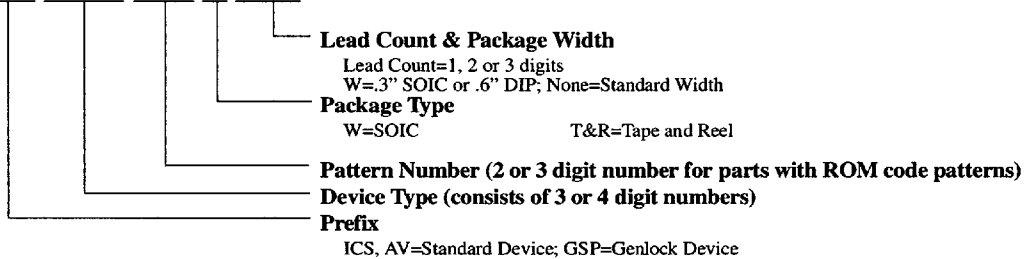 Lead Count & Package Width
Lead Count=1, 2 or 3 digits
W=.3” SOIC or .6” DIP; None=Standard Width
Package Type
W=SOIC T&R=Tape and Reel
Pattern Number (2 or 3 digit number for parts with ROM code patterns)
Device Type (consists of 3 or 4 digit numbers)
Prefix
ICS, AV=Standard Device; GSP=Genlock Device